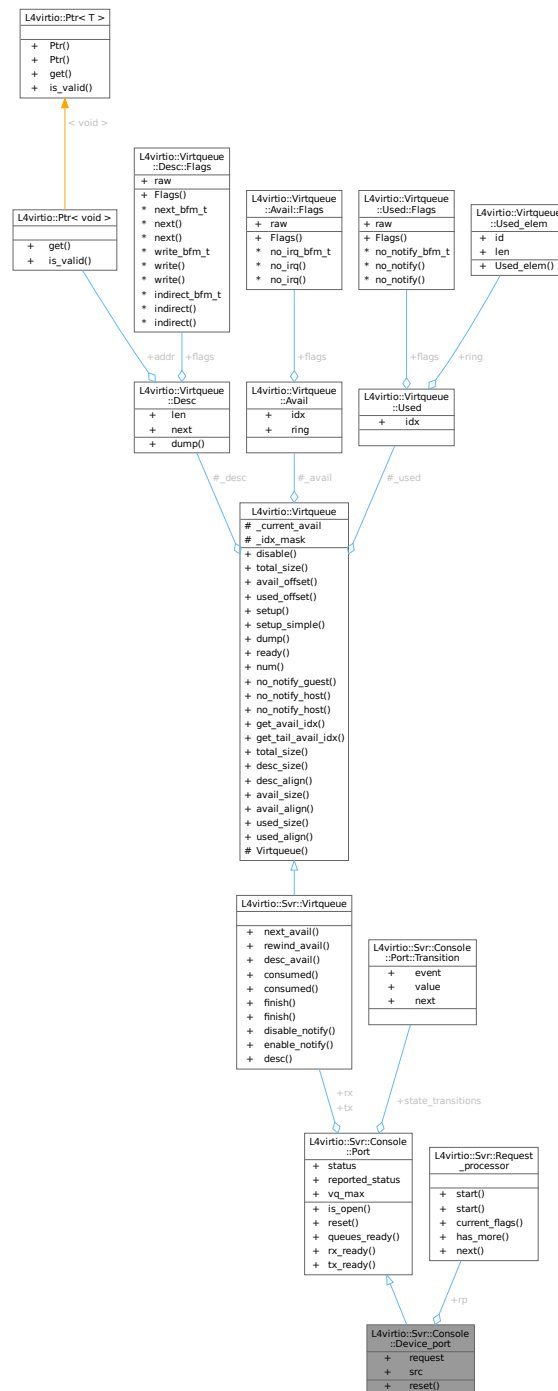 L4virtio::Ptr< T >
+ Ptr()
+ Ptr()
+ get()
+ is_valid()
< void >
L4virtio::Ptr< void >
+ get()
+ is_valid()
L4virtio::Virtqueue
::Desc::Flags
+ raw
+ Flags()
* next_bfm_t
* next()
* next()
* write_bfm_t
* write()
* write()
* indirect_bfm_t
* indirect()
* indirect()
L4virtio::Virtqueue
::Avail::Flags
+ raw
+ Flags()
* no_irq_bfm_t
* no_irq()
* no_irq()
L4virtio::Virtqueue
::Used::Flags
+ raw
+ Flags()
* no_notify_bfm_t
* no_notify()
* no_notify()
L4virtio::Virtqueue
::Used_elem
+ id
+ len
+ Used_elem()
+addr
+flags
+flags
+flags
+ring
L4virtio::Virtqueue
::Desc
+ len
+ next
+ dump()
L4virtio::Virtqueue
::Avail
+ idx
+ ring
L4virtio::Virtqueue
::Used
+ idx
#_desc
#_avail
#_used
L4virtio::Virtqueue
# _current_avail
# _idx_mask
+ disable()
+ total_size()
+ avail_offset()
+ used_offset()
+ setup()
+ setup_simple()
+ dump()
+ ready()
+ num()
+ no_notify_guest()
+ no_notify_host()
+ no_notify_host()
+ get_avail_idx()
+ get_tail_avail_idx()
+ total_size()
+ desc_size()
+ desc_align()
+ avail_size()
+ avail_align()
+ used_size()
+ used_align()
# Virtqueue()
L4virtio::Svr::Virtqueue
+ next_avail()
+ rewind_avail()
+ desc_avail()
+ consumed()
+ consumed()
+ finish()
+ finish()
+ disable_notify()
+ enable_notify()
+ desc()
L4virtio::Svr::Console
::Port::Transition
+ event
+ value
+ next
+rx
+tx
+state_transitions
L4virtio::Svr::Console
::Port
+ status
+ reported_status
+ vq_max
+ is_open()
+ reset()
+ queues_ready()
+ rx_ready()
+ tx_ready()
L4virtio::Svr::Request
_processor
+ start()
+ start()
+ current_flags()
+ has_more()
+ next()
+rp
L4virtio::Svr::Console
::Device_port
+ request
+ src
+ reset()